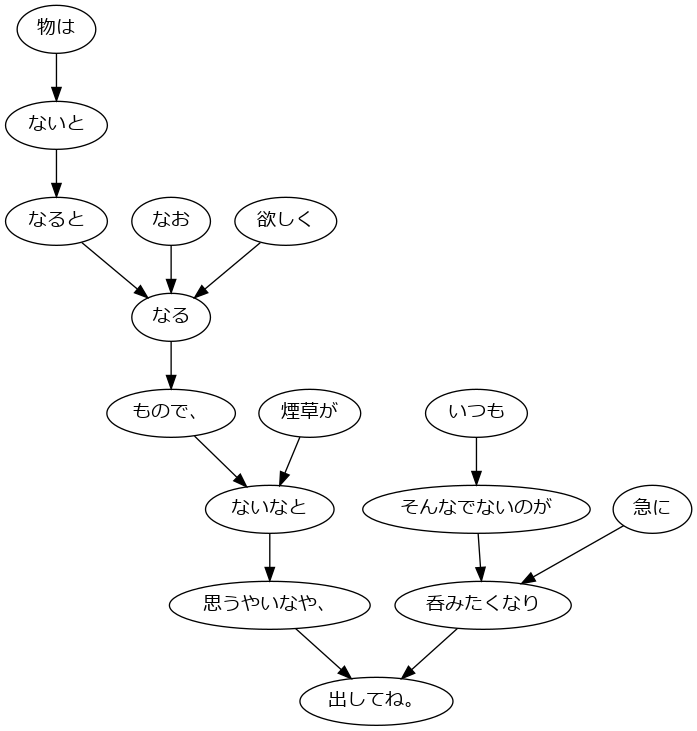 物は
ないと
なると
なお
欲しく
なる
もので、
煙草が
いつも
ないなと
そんなでないのが
急に
思うやいなや、
呑みたくなり
出してね。